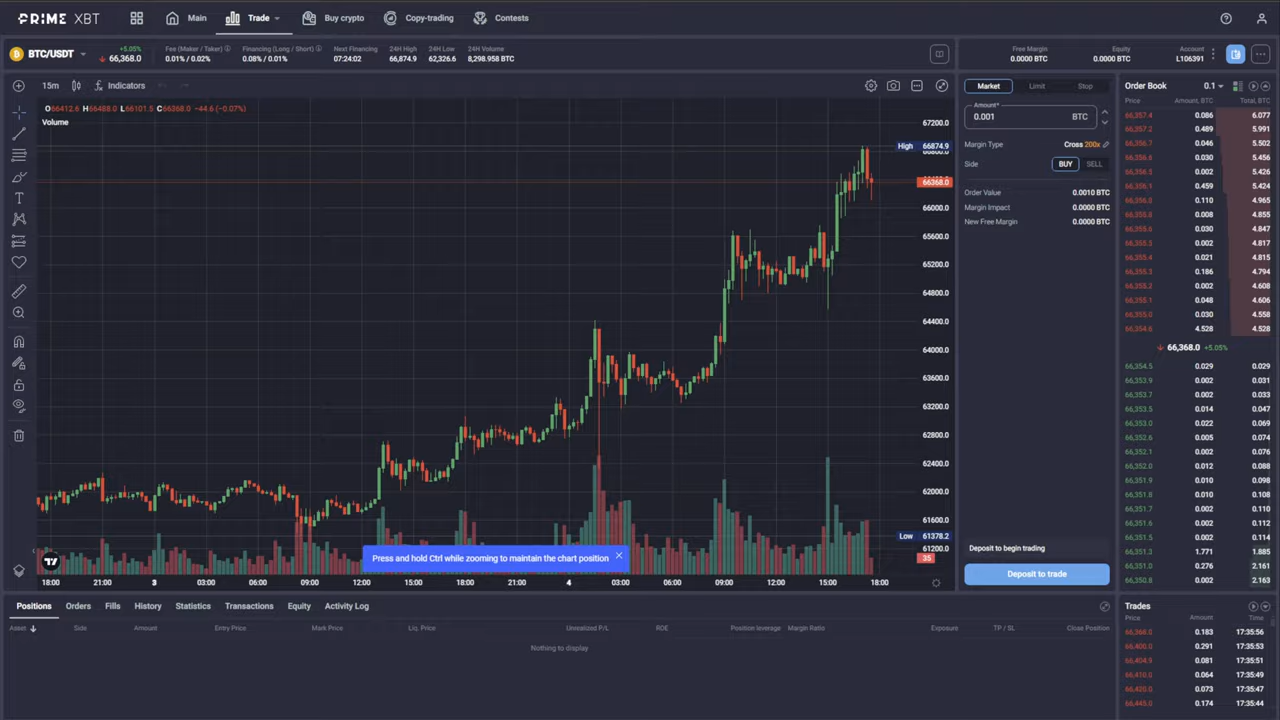 PRIME XBT Main Trade Buy crypto Copy-trading Contests
BTC/USDT +5.05% 66,368.0
Fee (Maker / Taker) 0.01% / 0.02%
Financing (Long / Short) 0.08% / 0.01%
Next Financing 07:24:02
24H High 66,874.9
24H Low 62,326.6
24H Volume 8,298.958 BTC
Free Margin 0.0000 BTC
Equity 0.0000 BTC
Account L106391
15m Indicators
O66412.6 H66488.0 L66101.5 C66368.0 -44.6 (-0.07%)
Volume
67200.0
High 66874.9
66800.0
66368.0
66000.0
65600.0
65200.0
64800.0
64400.0
64000.0
63600.0
63200.0
62800.0
62400.0
62000.0
61600.0
Low 61378.2
61200.0
35
Press and hold Ctrl while zooming to maintain the chart position
18:00 21:00 3 03:00 06:00 09:00 12:00 15:00 18:00 21:00 4 03:00 06:00 09:00 12:00 15:00 18:00
Market Limit Stop
Amount*
0.001 BTC
Margin Type Cross 200x
Side BUY SELL
Order Value 0.0010 BTC
Margin Impact 0.0000 BTC
New Free Margin 0.0000 BTC
Deposit to begin trading
Deposit to trade
Order Book 0.1
Price Amount, BTC Total, BTC
66,357.4 0.086 6.077
66,357.2 0.489 5.991
66,356.7 0.046 5.502
66,356.6 0.030 5.456
66,356.2 0.002 5.426
66,356.1 0.459 5.424
66,356.0 0.110 4.965
66,355.8 0.008 4.855
66,355.6 0.030 4.847
66,355.5 0.002 4.817
66,355.4 0.021 4.815
66,355.3 0.186 4.794
66,355.2 0.002 4.608
66,355.1 0.048 4.606
66,355.0 0.030 4.558
66,354.6 4.528 4.528
66,368.0 +5.05%
66,354.5 0.029 0.029
66,353.9 0.002 0.031
66,353.7 0.002 0.033
66,353.5 0.014 0.047
66,353.0 0.022 0.069
66,352.6 0.005 0.074
66,352.1 0.002 0.076
66,352.0 0.012 0.088
66,351.9 0.010 0.098
66,351.8 0.010 0.108
66,351.7 0.002 0.110
66,351.6 0.002 0.112
66,351.5 0.002 0.114
66,351.3 1.771 1.885
66,351.0 0.276 2.161
66,350.8 0.002 2.163
Positions Orders Fills History Statistics Transactions Equity Activity Log
Asset Side Amount Entry Price Mark Price Liq. Price Unrealized P/L ROE Position leverage Margin Ratio Exposure TP / SL Close Position
Nothing to display
Trades
Price Amount Time
66,368.0 0.183 17:35:56
66,400.0 0.291 17:35:53
66,404.9 0.081 17:35:51
66,410.0 0.064 17:35:49
66,420.0 0.073 17:35:47
66,445.0 0.174 17:35:44